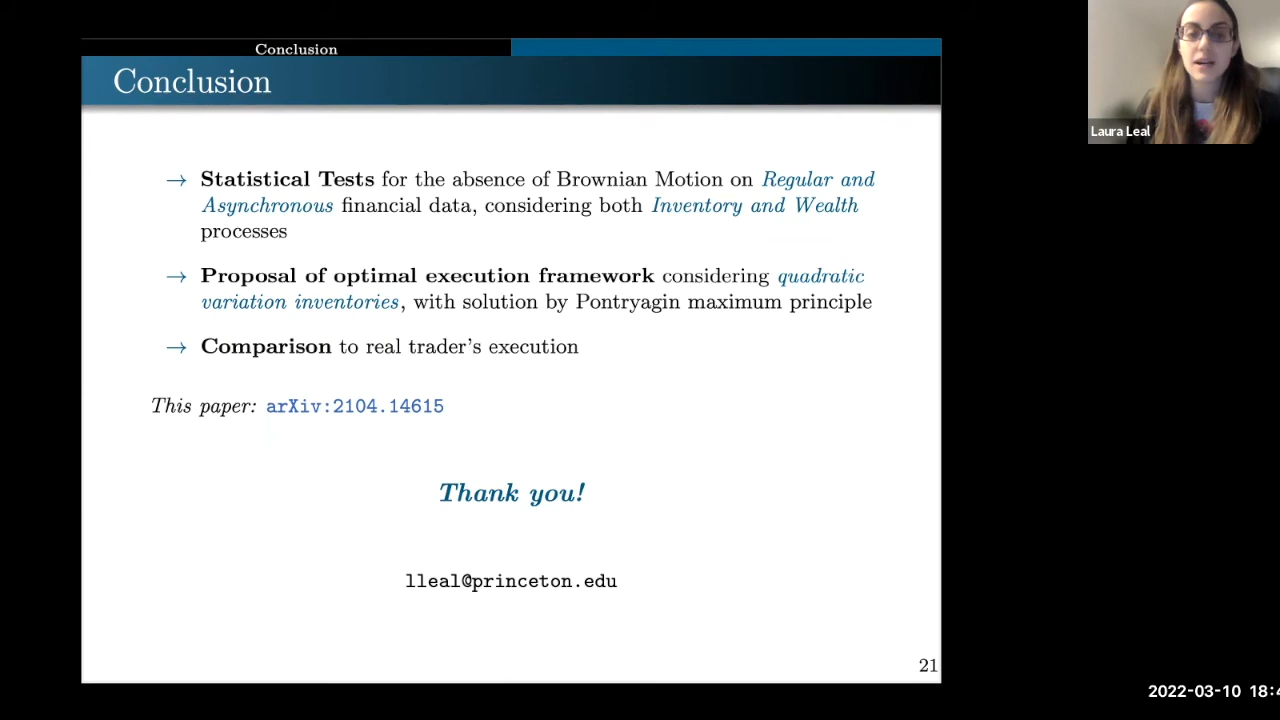 Conclusion
Conclusion
Laura Leal
→ Statistical Tests for the absence of Brownian Motion on Regular and
Asynchronous financial data, considering both Inventory and Wealth
processes
→ Proposal of optimal execution framework considering quadratic
variation inventories, with solution by Pontryagin maximum principle
→ Comparison to real trader's execution
This paper: arXiv:2104.14615
Thank you!
lleal@princeton.edu
21
2022-03-10 18:4